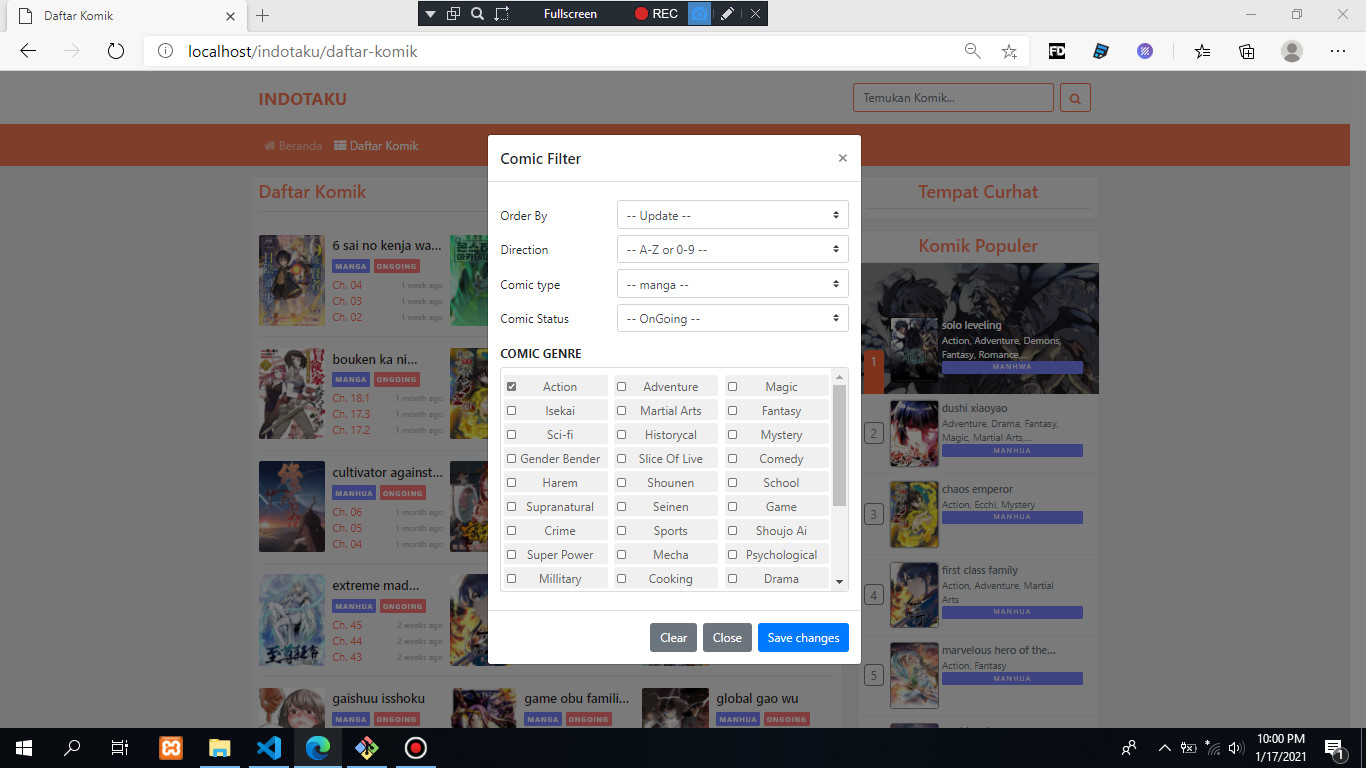 Daftar Komik
Fullscreen
REC
localhost/indotaku/daftar-komik
FD
INDOTAKU
Temukan Komik...
Beranda
Daftar Komik
Daftar Komik
6 sai no kenja wa...
MANGA ONGOING
Ch. 04 1 week ago
Ch. 03 1 week ago
Ch. 02 1 week ago
bouken ka ni...
MANGA ONGOING
Ch. 18.1 1 month ago
Ch. 17.3 1 month ago
Ch. 17.2 1 month ago
cultivator against...
MANHUA ONGOING
Ch. 06 1 month ago
Ch. 05 1 month ago
Ch. 04 1 month ago
extreme mad...
MANHUA ONGOING
Ch. 45 2 weeks ago
Ch. 44 2 weeks ago
Ch. 43 2 weeks ago
至尊狂帝
gaishuu isshoku
MANGA ONGOING
game obu famili...
MANGA ONGOING
global gao wu
MANHUA ONGOING
Comic Filter ×
Order By -- Update --
Direction -- A-Z or 0-9 --
Comic type -- manga --
Comic Status -- OnGoing --
COMIC GENRE
Action Adventure Magic
Isekai Martial Arts Fantasy
Sci-fi Historycal Mystery
Gender Bender Slice Of Live Comedy
Harem Shounen School
Supranatural Seinen Game
Crime Sports Shoujo Ai
Super Power Mecha Psychological
Millitary Cooking Drama
Clear Close Save changes
Tempat Curhat
Komik Populer
1
solo leveling
Action, Adventure, Demons,
Fantasy, Romance,...
MANHWA
2
dushi xiaoyao
Adventure, Drama, Fantasy,
Magic, Martial Arts,...
MANHUA
3
chaos emperor
Action, Ecchi, Mystery
MANHUA
4
first class family
Action, Adventure, Martial
Arts
MANHUA
5
marvelous hero of the...
Action, Fantasy
MANHUA
10:00 PM
1/17/2021
1